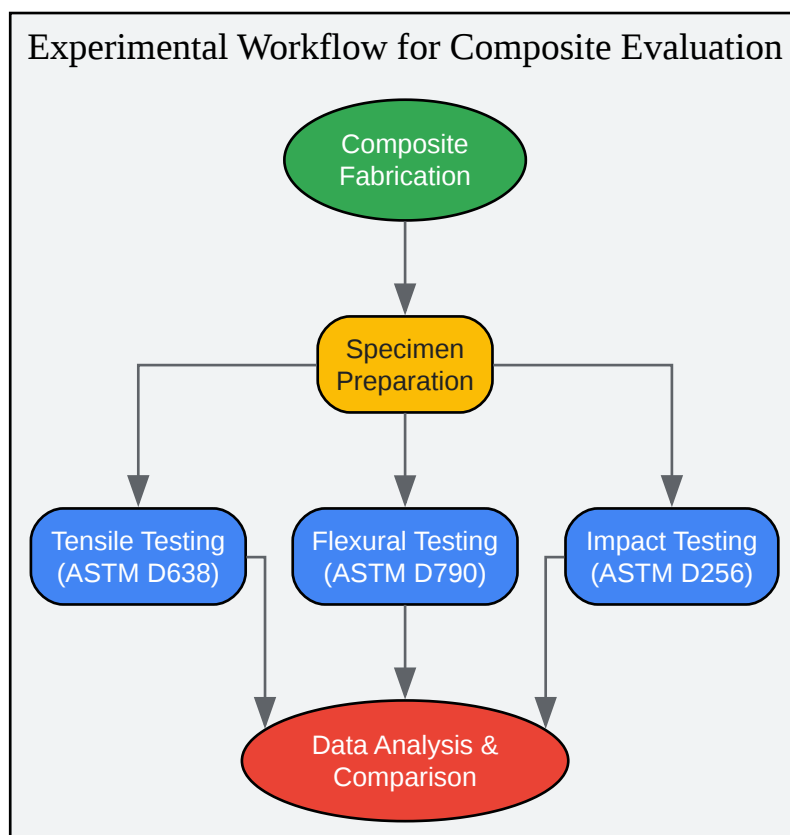 Experimental Workflow for Composite Evaluation
Composite
Fabrication
Specimen
Preparation
Tensile Testing
(ASTM D638)
Flexural Testing
(ASTM D790)
Impact Testing
(ASTM D256)
Data Analysis &
Comparison